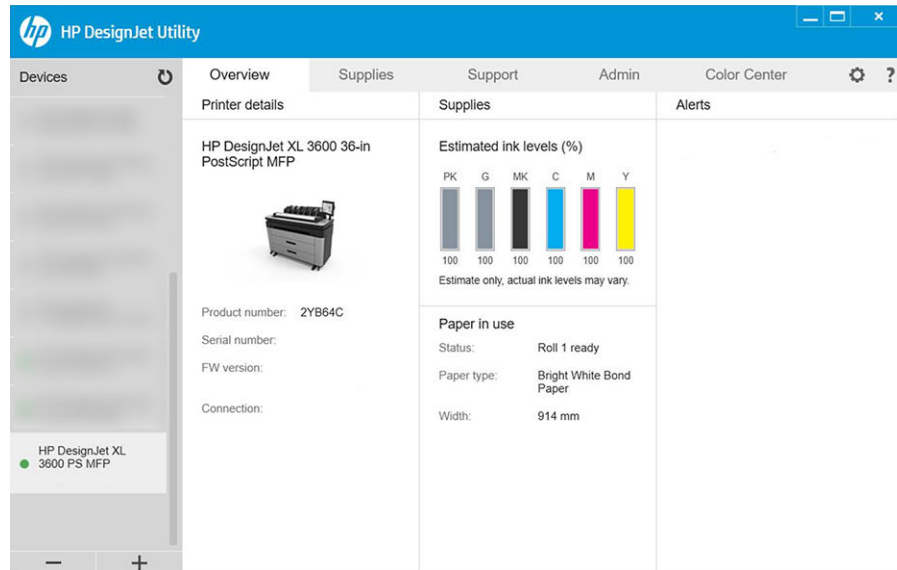 hp HP DesignJet Utility
Devices
Overview Supplies Support Admin Color Center ?
Printer details
Supplies
Alerts
HP DesignJet XL 3600 36-in
PostScript MFP
Product number: 2YB64C
Serial number:
FW version:
Connection:
Estimated ink levels (%)
PK G MK C M Y
100 100 100 100 100 100
Estimate only, actual ink levels may vary.
Paper in use
Status: Roll 1 ready
Paper type: Bright White Bond
Paper
Width: 914 mm
HP DesignJet XL
3600 PS MFP